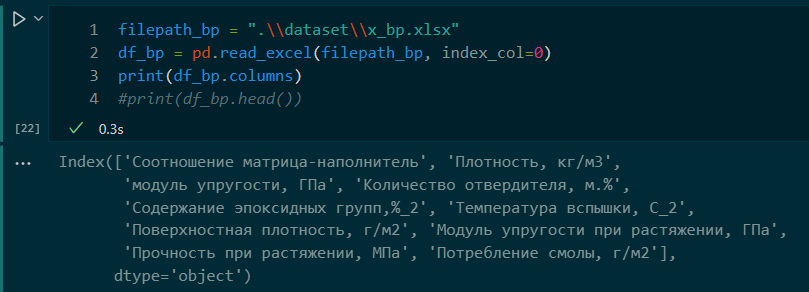 1 filepath_bp = ".\\dataset\\x_bp.xlsx"
2 df_bp = pd.read_excel(filepath_bp, index_col=0)
3 print(df_bp.columns)
4 #print(df_bp.head())
[22] 0.3s
... Index(['Соотношение матрица-наполнитель', 'Плотность, кг/м3',
'модуль упругости, ГПа', 'Количество отвердителя, м.%',
'Содержание эпоксидных групп,%_2', 'Температура вспышки, С_2',
'Поверхностная плотность, г/м2', 'Модуль упругости при растяжении, ГПа',
'Прочность при растяжении, МПа', 'Потребление смолы, г/м2'],
dtype='object')